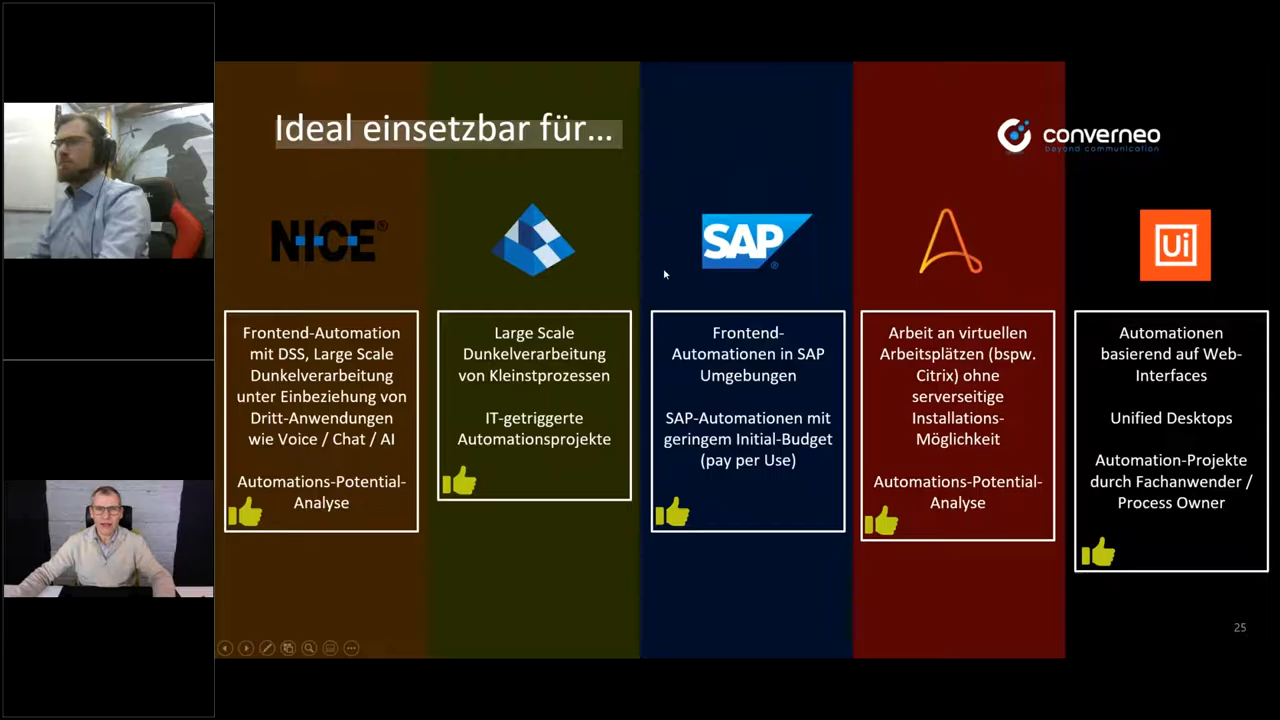 Ideal einsetzbar für...
converneo
beyond communication
NICE®
SAP®
Ui
Frontend-Automation
mit DSS, Large Scale
Dunkelverarbeitung
unter Einbeziehung von
Dritt-Anwendungen
wie Voice / Chat / AI
Automations-Potential-
Analyse
Large Scale
Dunkelverarbeitung
von Kleinstprozessen
IT-getriggerte
Automationsprojekte
Frontend-
Automationen in SAP
Umgebungen
SAP-Automationen mit
geringem Initial-Budget
(pay per Use)
Arbeit an virtuellen
Arbeitsplätzen (bspw.
Citrix) ohne
serverseitige
Installations-
Möglichkeit
Automations-Potential-
Analyse
Automationen
basierend auf Web-
Interfaces
Unified Desktops
Automation-Projekte
durch Fachanwender /
Process Owner
25